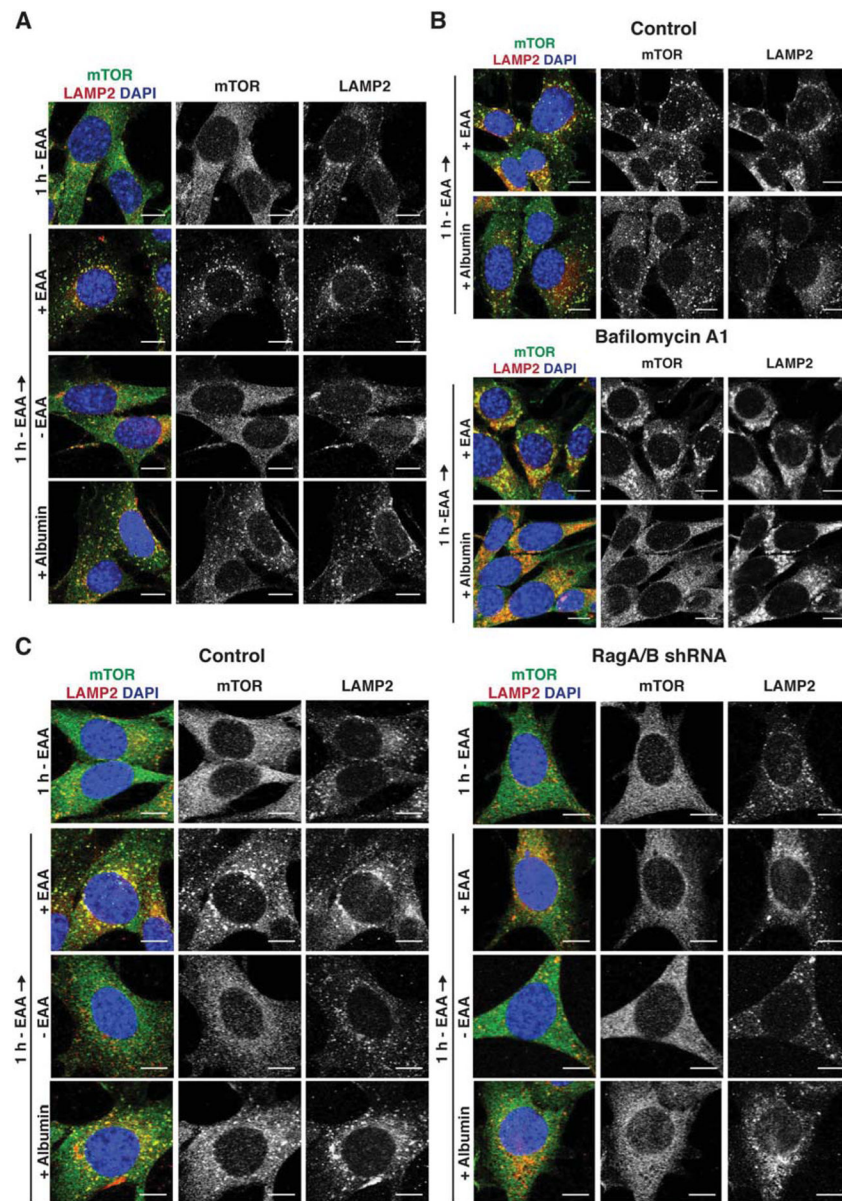 A
mTOR
LAMP2 DAPI
mTOR
LAMP2
1 h - EAA
1 h - EAA →
+ EAA
- EAA
+ Albumin
B
Control
mTOR
LAMP2 DAPI
mTOR
LAMP2
1 h - EAA →
+ EAA
+ Albumin
Bafilomycin A1
mTOR
LAMP2 DAPI
mTOR
LAMP2
1 h -EAA →
+ EAA
+ Albumin
C
Control
mTOR
LAMP2 DAPI
mTOR
LAMP2
1 h - EAA
1 h - EAA →
+ EAA
- EAA
+ Albumin
RagA/B shRNA
mTOR
LAMP2 DAPI
mTOR
LAMP2
1 h - EAA
1 h - EAA →
+ EAA
- EAA
+ Albumin